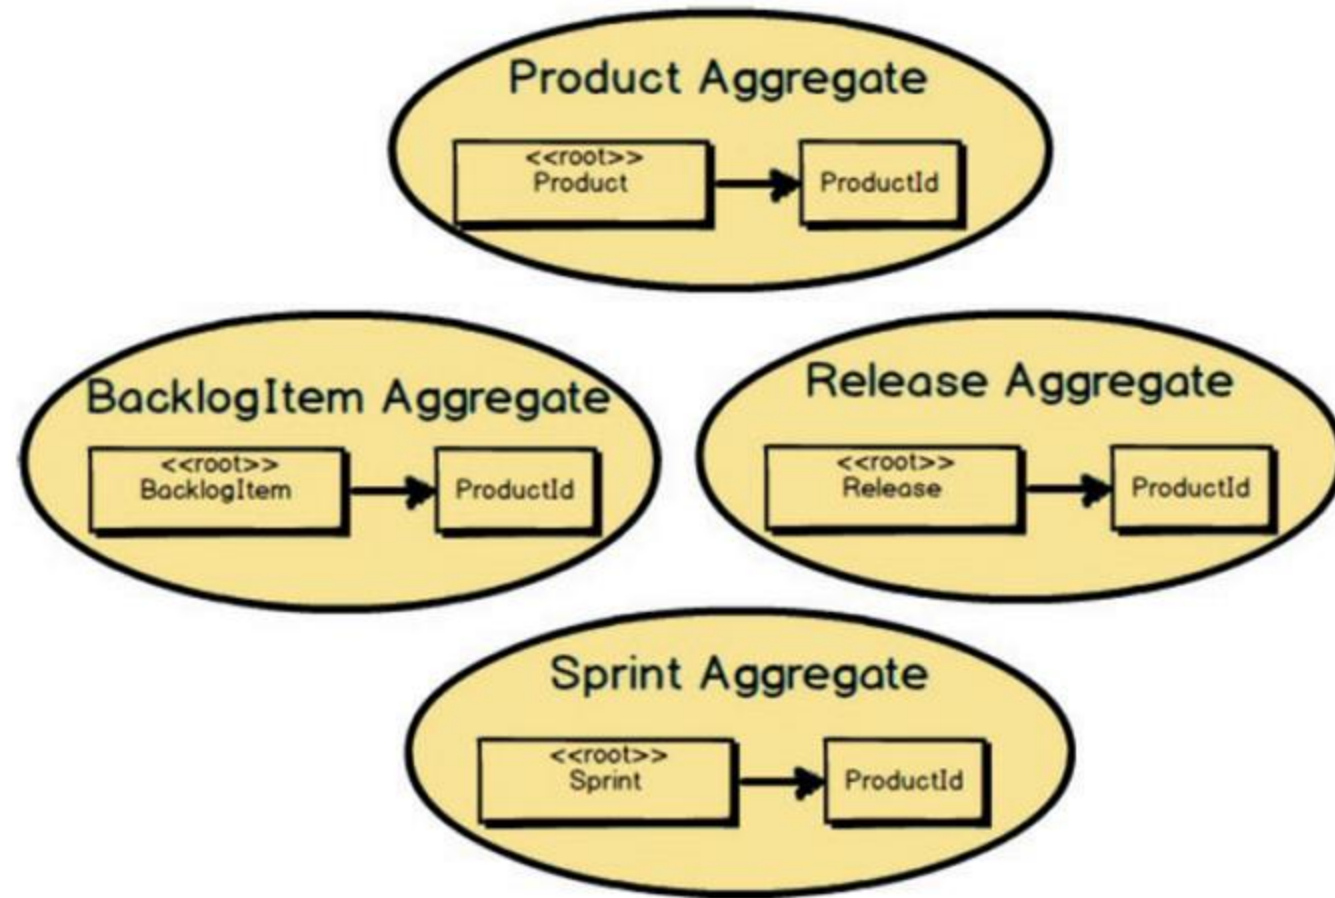 Product Aggregate
<<root>>
Product
ProductId
BacklogItem Aggregate
<<root>>
BacklogItem
ProductId
Release Aggregate
<<root>>
Release
ProductId
Sprint Aggregate
<<root>>
Sprint
ProductId